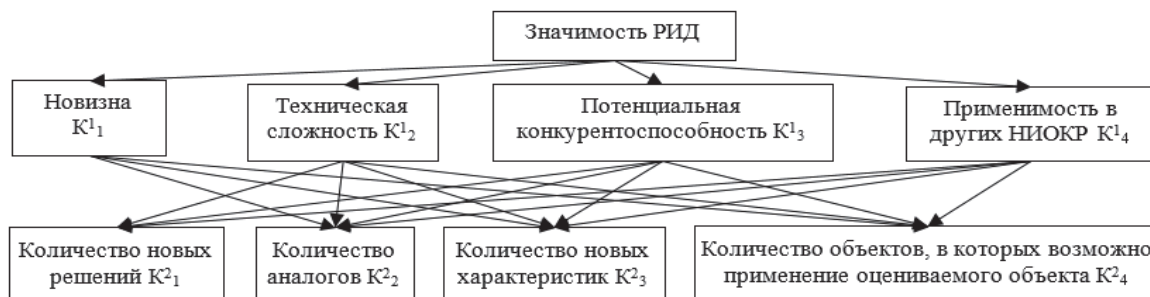 Значимость РИД
Новизна
К¹₁
Техническая
сложность К¹₂
Потенциальная
конкурентоспособность К¹₃
Применимость в
других НИОКР К¹₄
Количество новых
решений К²₁
Количество
аналогов К²₂
Количество новых
характеристик К²₃
Количество объектов, в которых возможно
применение оцениваемого объекта К²₄